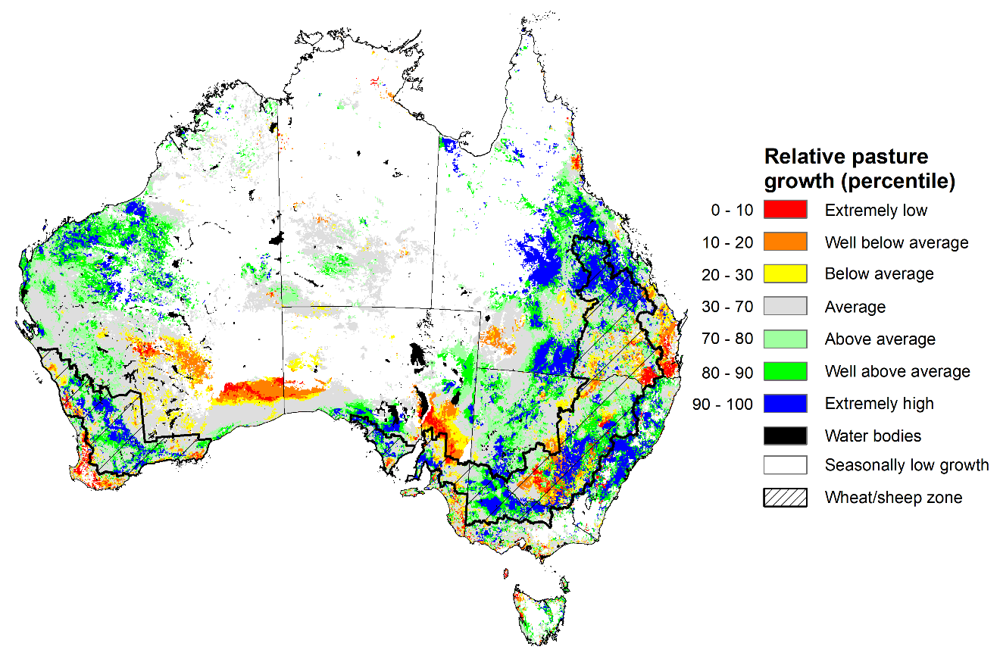 Relative pasture
growth (percentile)
0 - 10 Extremely low
10 - 20 Well below average
20 - 30 Below average
30 - 70 Average
70 - 80 Above average
80 - 90 Well above average
90 - 100 Extremely high
Water bodies
Seasonally low growth
Wheat/sheep zone